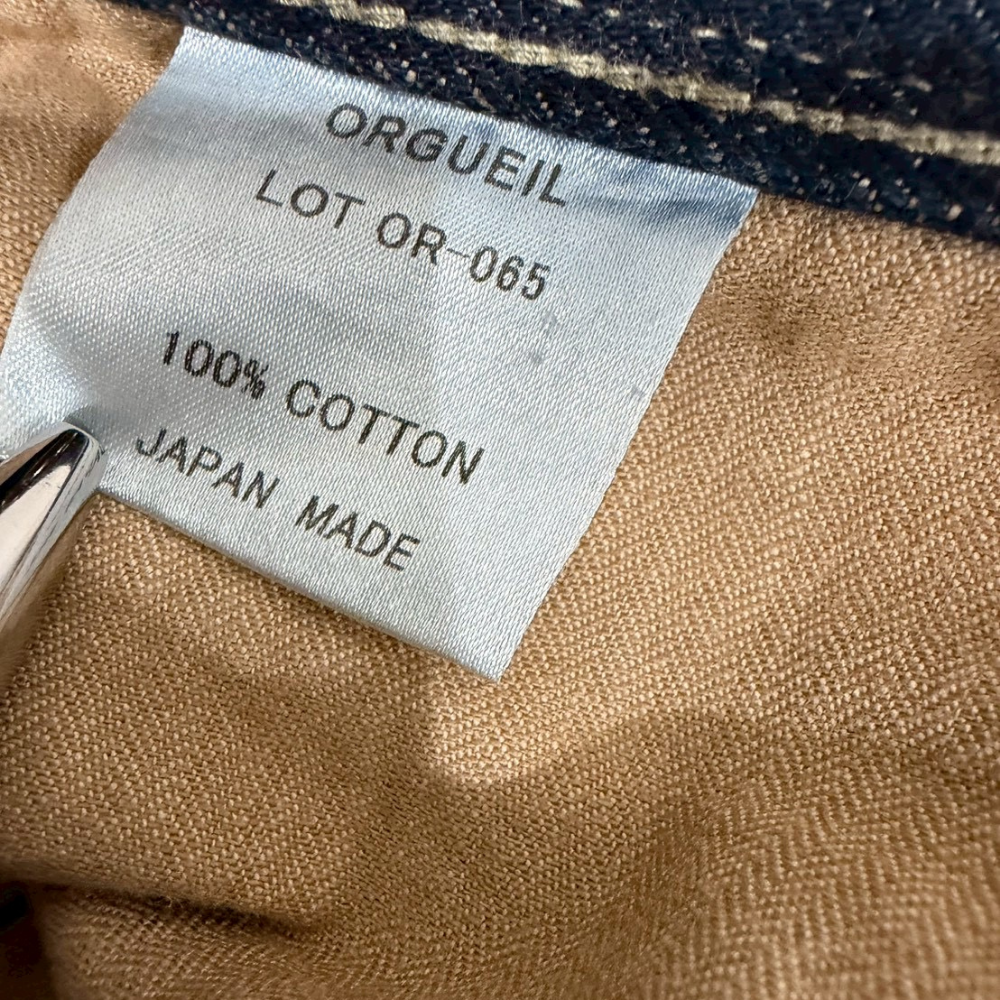 ORGUEIL
LOT OR-065
100% COTTON
JAPAN MADE